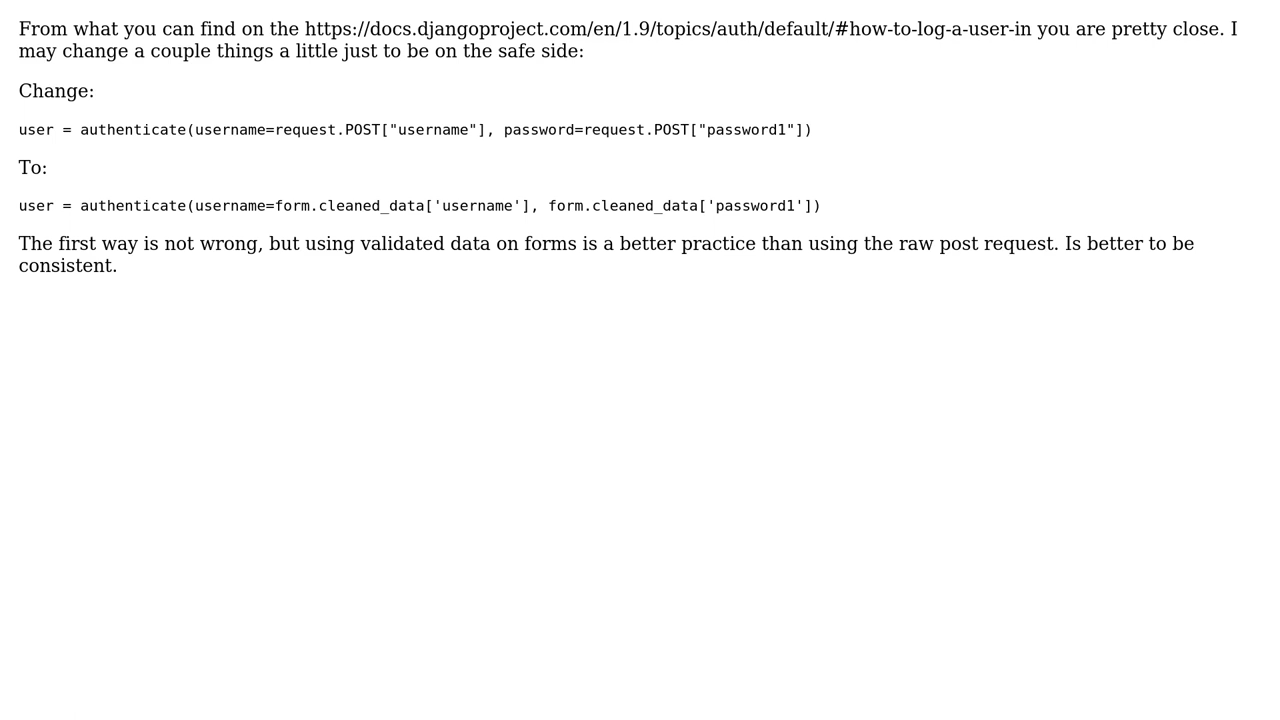 From what you can find on the https://docs.djangoproject.com/en/1.9/topics/auth/default/#how-to-log-a-user-in you are pretty close. I
may change a couple things a little just to be on the safe side:
Change:
user = authenticate(username=request.POST["username"], password=request.POST["password1"])
To:
user = authenticate(username=form.cleaned_data['username'], form.cleaned_data['password1'])
The first way is not wrong, but using validated data on forms is a better practice than using the raw post request. Is better to be
consistent.